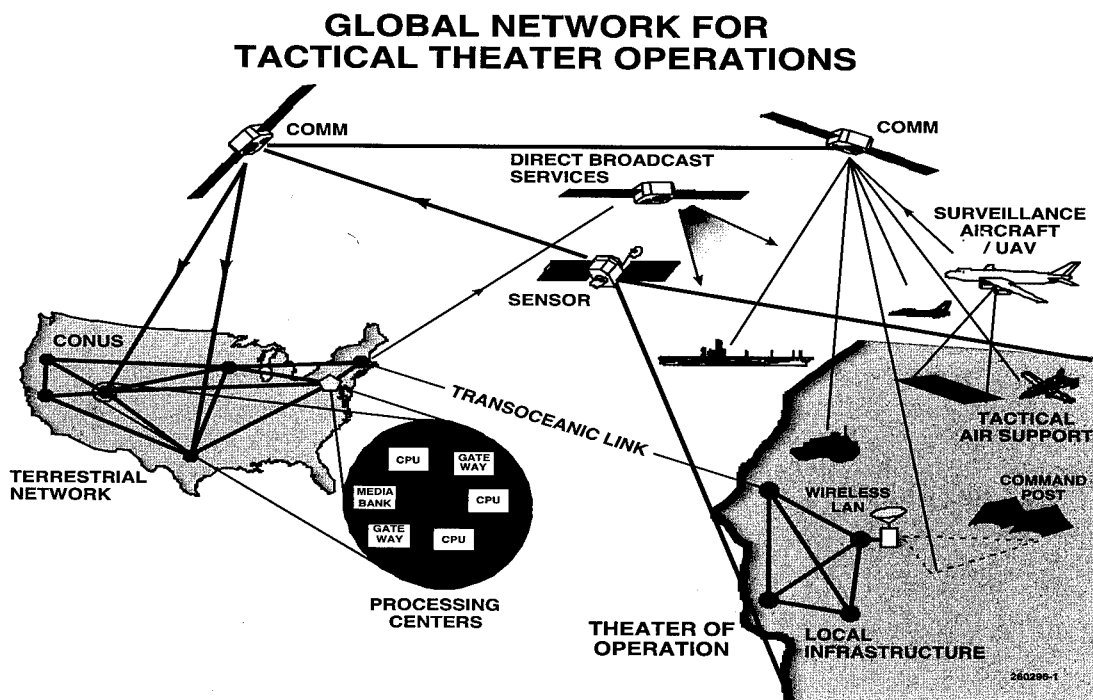 GLOBAL NETWORK FOR
TACTICAL THEATER OPERATIONS
COMM
COMM
DIRECT BROADCAST
SERVICES
SURVEILLANCE
AIRCRAFT
/ UAV
SENSOR
CONUS
TRANSOCEANIC LINK
TACTICAL
AIR SUPPORT
TERRESTRIAL
NETWORK
CPU
GATE
WAY
MEDIA
BANK
CPU
GATE
WAY
CPU
WIRELESS
LAN
COMMAND
POST
PROCESSING
CENTERS
THEATER OF
OPERATION
LOCAL
INFRASTRUCTURE
260296-1